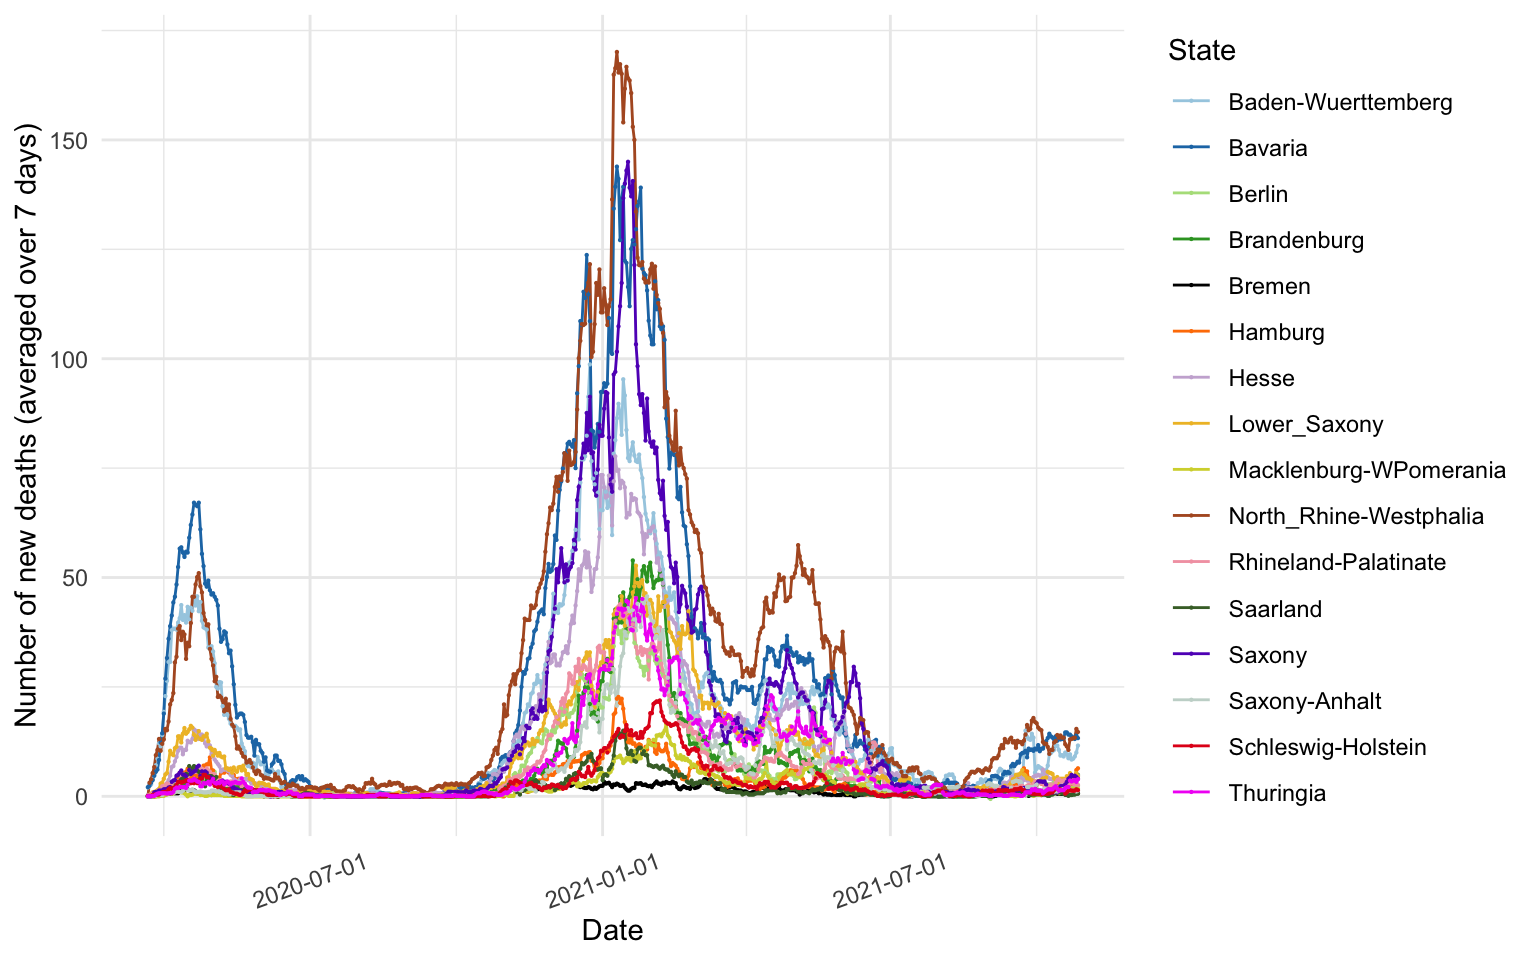 Number of new deaths (averaged over 7 days)
150
100
50
0
2020-07-01
2021-01-01
2021-07-01
Date
State
Baden-Wuerttemberg
Bavaria
Berlin
Brandenburg
Bremen
Hamburg
Hesse
Lower_Saxony
Macklenburg-WPomerania
North_Rhine-Westphalia
Rhineland-Palatinate
Saarland
Saxony
Saxony-Anhalt
Schleswig-Holstein
Thuringia